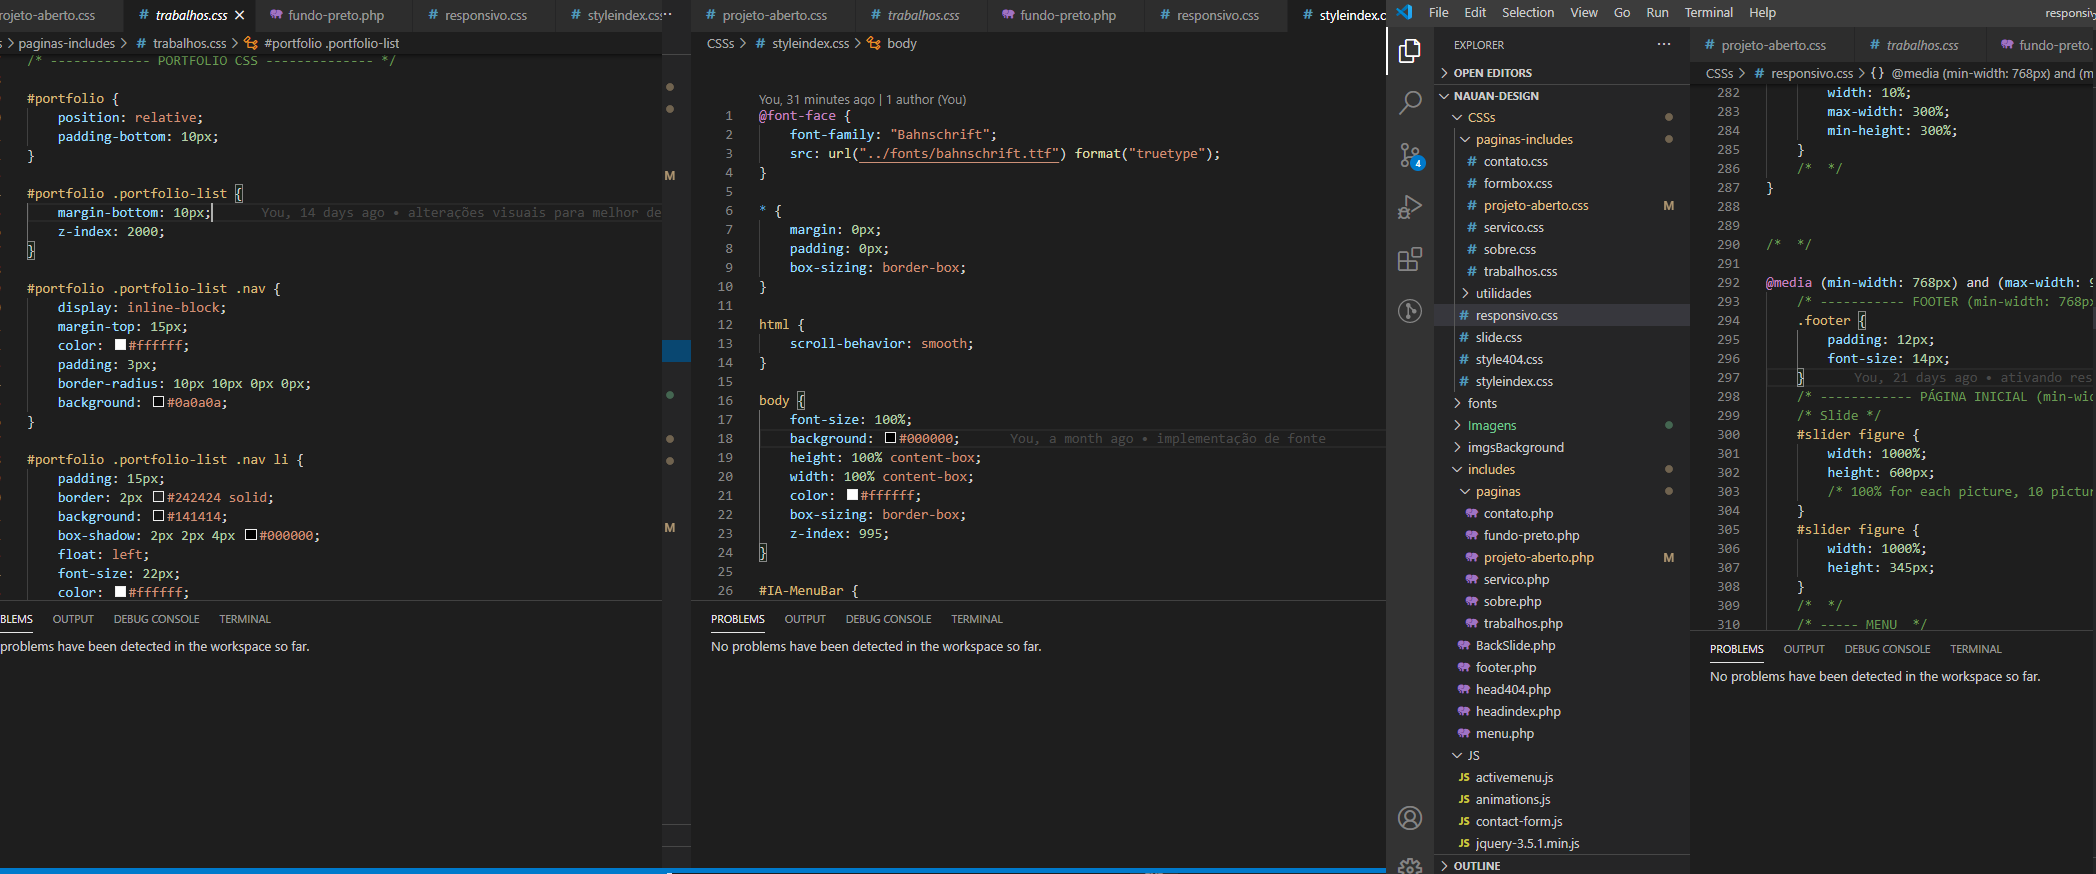 rojeto-aberto.css
# trabalhos.css ×
fundo-preto.php
# responsivo.css
# styleindex.css ···
s > paginas-includes > # trabalhos.css > #portfolio .portfolio-list
/* ------------- PORTFOLIO CSS -------------- */
#portfolio {
position: relative;
padding-bottom: 10px;
}
#portfolio .portfolio-list {
margin-bottom: 10px; You, 14 days ago • alterações visuais para melhor de
z-index: 2000;
}
#portfolio .portfolio-list .nav {
display: inline-block;
margin-top: 15px;
color: #ffffff;
padding: 3px;
border-radius: 10px 10px 0px 0px;
background: #0a0a0a;
}
#portfolio .portfolio-list .nav li {
padding: 15px;
border: 2px #242424 solid;
background: #141414;
box-shadow: 2px 2px 4px #000000;
float: left;
font-size: 22px;
color: #ffffff;
BLEMS OUTPUT DEBUG CONSOLE TERMINAL
problems have been detected in the workspace so far.
M
M
# projeto-aberto.css
# trabalhos.css
fundo-preto.php
# responsivo.css
# styleindex.c
CSSs > # styleindex.css > body
You, 31 minutes ago | 1 author (You)
1 @font-face {
2 font-family: "Bahnschrift";
3 src: url("../fonts/bahnschrift.ttf") format("truetype");
4 }
5
6 * {
7 margin: 0px;
8 padding: 0px;
9 box-sizing: border-box;
10 }
11
12 html {
13 scroll-behavior: smooth;
14 }
15
16 body {
17 font-size: 100%;
18 background: #000000; You, a month ago • implementação de fonte
19 height: 100% content-box;
20 width: 100% content-box;
21 color: #ffffff;
22 box-sizing: border-box;
23 z-index: 995;
24 }
25
26 #IA-MenuBar {
PROBLEMS OUTPUT DEBUG CONSOLE TERMINAL
No problems have been detected in the workspace so far.
File Edit Selection View Go Run Terminal Help responsiv
4
EXPLORER ···
> OPEN EDITORS
NAUAN-DESIGN
CSSs
paginas-includes
# contato.css
# formbox.css
# projeto-aberto.css M
# servico.css
# sobre.css
# trabalhos.css
> utilidades
# responsivo.css
# slide.css
# style404.css
# styleindex.css
> fonts
> Imagens
> imgsBackground
includes
paginas
contato.php
fundo-preto.php
projeto-aberto.php M
servico.php
sobre.php
trabalhos.php
BackSlide.php
footer.php
head404.php
headindex.php
menu.php
JS
JS activemenu.js
JS animations.js
JS contact-form.js
JS jquery-3.5.1.min.js
> OUTLINE
# projeto-aberto.css
# trabalhos.css
fundo-preto.
CSSs > # responsivo.css > {} @media (min-width: 768px) and (m
282 width: 10%;
283 max-width: 300%;
284 min-height: 300%;
285 }
286 /* */
287 }
288
289
290 /* */
291
292 @media (min-width: 768px) and (max-width: 9
293 /* ----------- FOOTER (min-width: 768px
294 .footer {
295 padding: 12px;
296 font-size: 14px;
297 } You, 21 days ago • ativando res
298 /* ------------ PÁGINA INICIAL (min-wid
299 /* Slide */
300 #slider figure {
301 width: 1000%;
302 height: 600px;
303 /* 100% for each picture, 10 pictur
304 }
305 #slider figure {
306 width: 1000%;
307 height: 345px;
308 }
309 /* */
310 /* ----- MENU */
PROBLEMS OUTPUT DEBUG CONSOLE TERMINAL
No problems have been detected in the workspace so far.